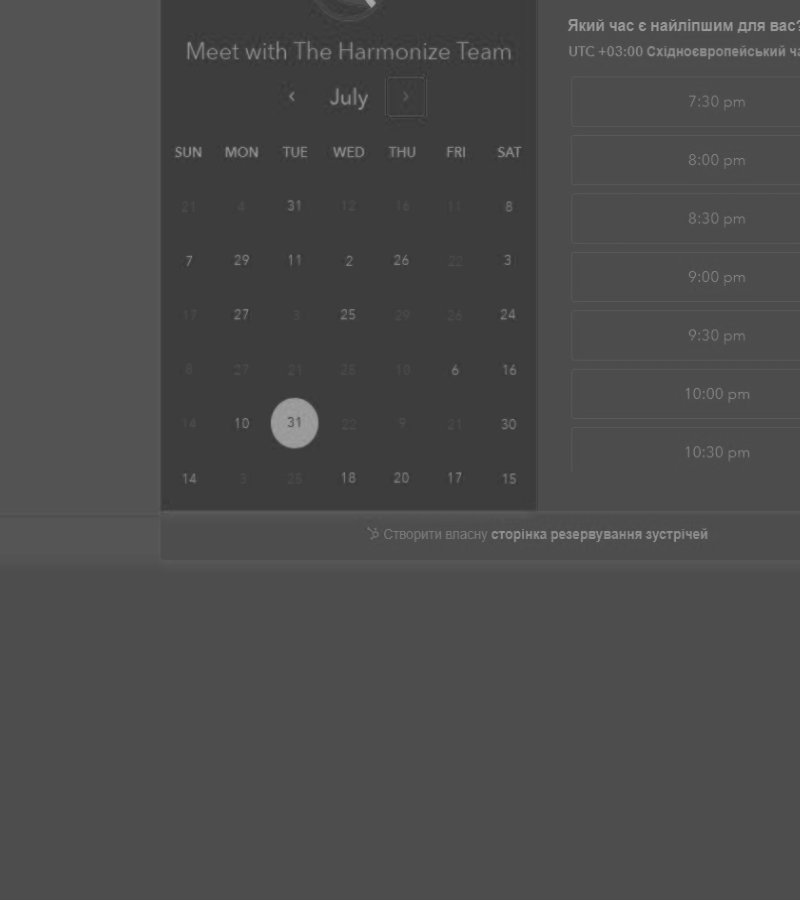 Meet with The Harmonize Team
July
SUN MON TUE WED THU FRI SAT
21 4 31 12 16 11 8
7 29 11 2 26 22 3
17 27 3 25 29 26 24
8 27 21 28 10 6 16
14 10 31 22 9 21 30
14 3 25 18 20 17 15
Який час є найліпшим для вас?
UTC +03:00 Східноєвропейський ча
7:30 pm
8:00 pm
8:30 pm
9:00 pm
9:30 pm
10:00 pm
10:30 pm
Створити власну сторінка резервування зустрічей